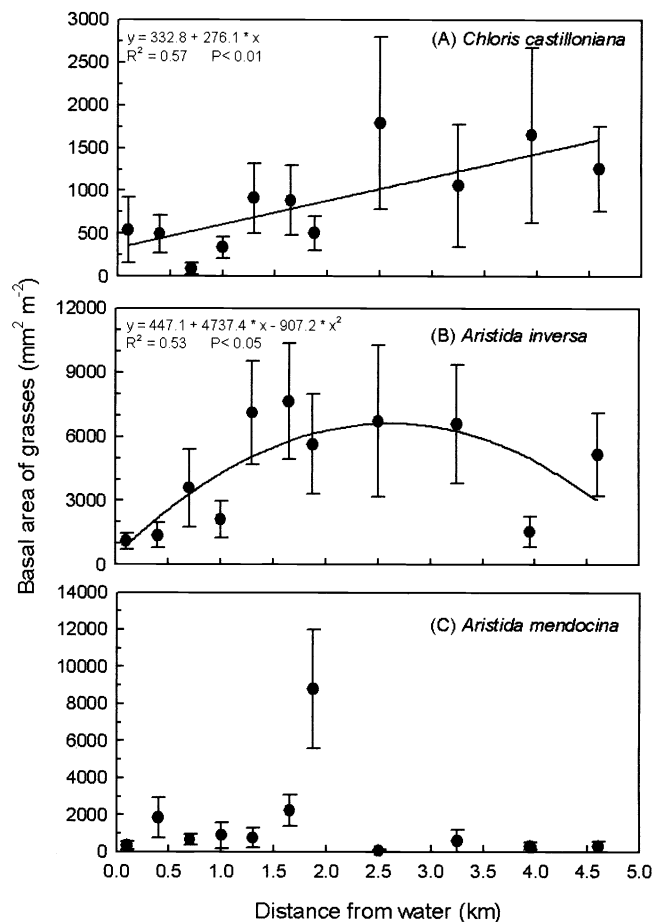 Basal area of grasses (mm² m⁻²)
3000
2500
2000
1500
1000
500
0
y = 332.8 + 276.1 * x
R² = 0.57 P< 0.01
(A) Chloris castilloniana
12000
9000
6000
3000
0
y = 447.1 + 4737.4 * x - 907.2 * x²
R² = 0.53 P< 0.05
(B) Aristida inversa
14000
12000
10000
8000
6000
4000
2000
0
(C) Aristida mendocina
0.0 0.5 1.0 1.5 2.0 2.5 3.0 3.5 4.0 4.5 5.0
Distance from water (km)